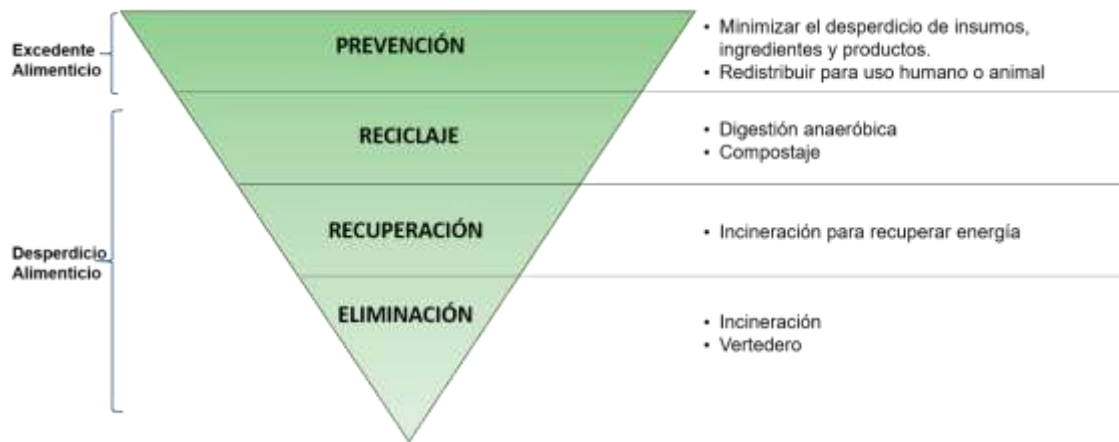 Excedente
Alimenticio
PREVENCIÓN
• Minimizar el desperdicio de insumos,
ingredientes y productos.
• Redistribuir para uso humano o animal
Desperdicio
Alimenticio
RECICLAJE
• Digestión anaeróbica
• Compostaje
RECUPERACIÓN
• Incineración para recuperar energía
ELIMINACIÓN
• Incineración
• Vertedero